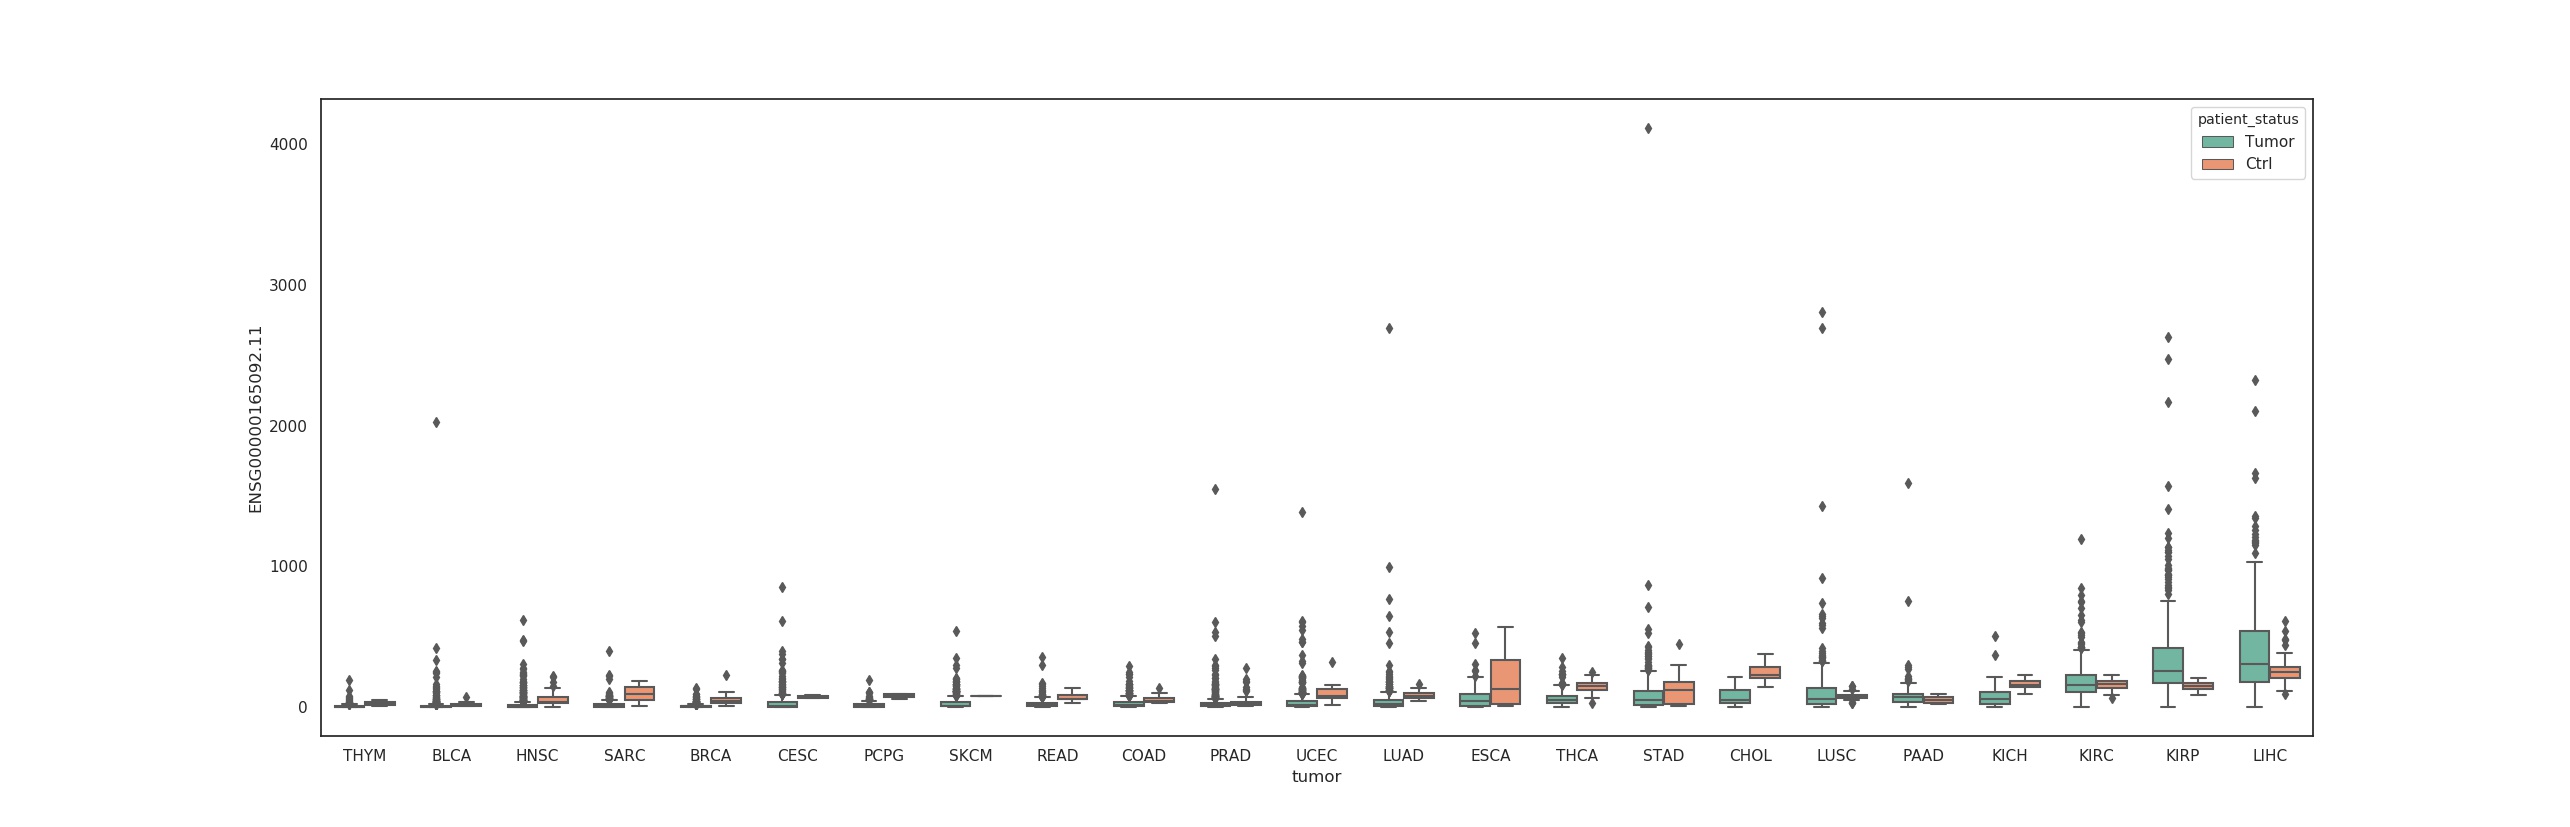 patient_status
Tumor
Ctrl
4000
3000
2000
1000
0
ENSG00000165092.11
THYM BLCA HNSC SARC BRCA CESC PCPG SKCM READ COAD PRAD UCEC LUAD ESCA THCA STAD CHOL LUSC PAAD KICH KIRC KIRP LIHC
tumor